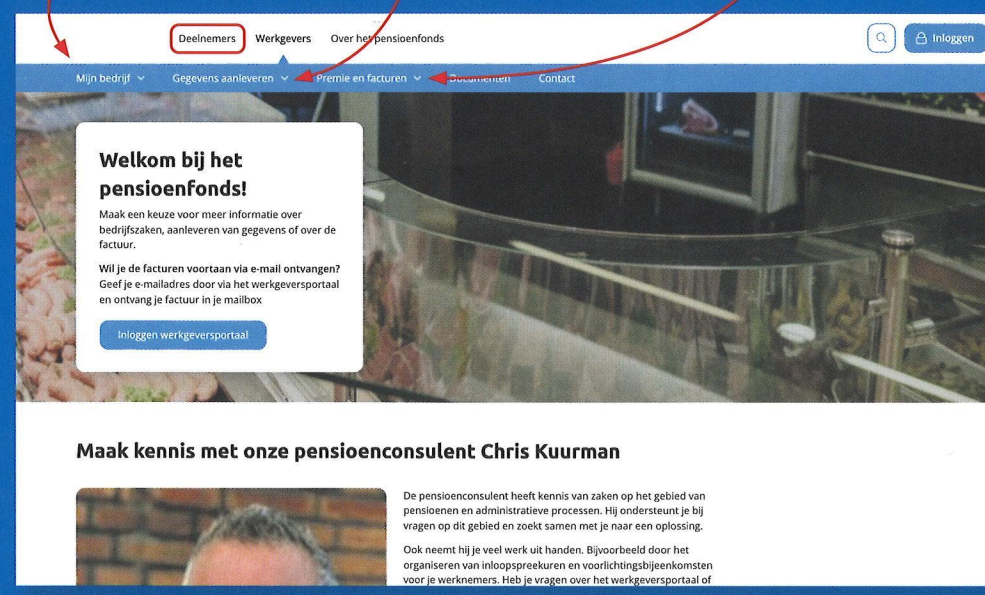 Deelnemers Werkgevers Over het pensioenfonds
Inloggen
Mijn bedrijf Gegevens aanleveren Premie en facturen Documenten Contact
Welkom bij het
pensioenfonds!
Maak een keuze voor meer informatie over
bedrijfszaken, aanleveren van gegevens of over de
factuur.
Wil je de facturen voortaan via e-mail ontvangen?
Geef je e-mailadres door via het werkgeversportaal
en ontvang je factuur in je mailbox
Inloggen werkgeversportaal
Maak kennis met onze pensioenconsulent Chris Kuurman
De pensioenconsulent heeft kennis van zaken op het gebied van
pensioenen en administratieve processen. Hij ondersteunt je bij
vragen op dit gebied en zoekt samen met je naar een oplossing.
Ook neemt hij je veel werk uit handen. Bijvoorbeeld door het
organiseren van inloopspreekuren en voorlichtingsbijeenkomsten
voor je werknemers. Heb je vragen over het werkgeversportaal of